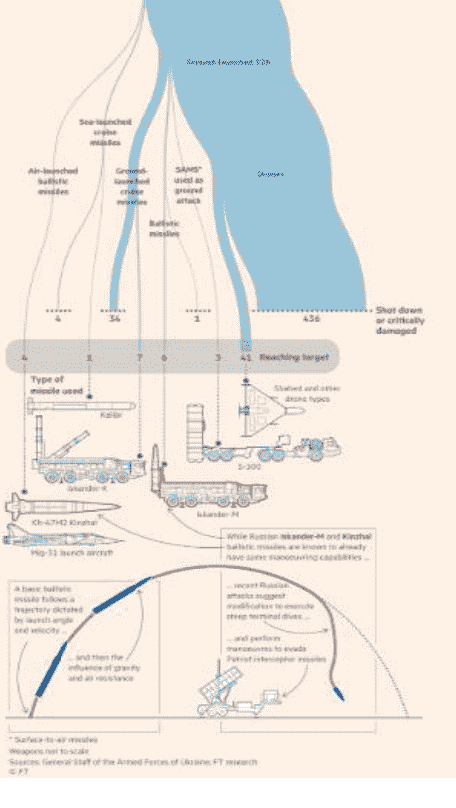 Ground-launched 526
Drones
Sea-launched
cruise
missiles
Air-launched
ballistic
missiles
Ground-
launched
cruise
missiles
SAMS*
used as
ground
attack
Ballistic
missiles
4
34
1
436
Shot down
or critically
damaged
4
1
7
6
3
41
Reaching target
Type of
missile used
Kalibr
Shahed and other
drone types
Iskander-K
S-300
Iskander-M
Kh-47M2 Kinzhal
Mig-31 launch aircraft
While Russian Iskander-M and Kinzhal
ballistic missiles are known to already
have some manoeuvring capabilities ...
A basic ballistic
missile follows a
trajectory dictated
by launch angle
and velocity ...
... and then the
influence of gravity
and air resistance
... recent Russian
attacks suggest
modification to execute
steep terminal dives ...
... and perform
manoeuvres to evade
Patriot interceptor missiles
* Surface-to-air missiles
Weapons not to scale
Sources: General Staff of the Armed Forces of Ukraine; FT research
© FT